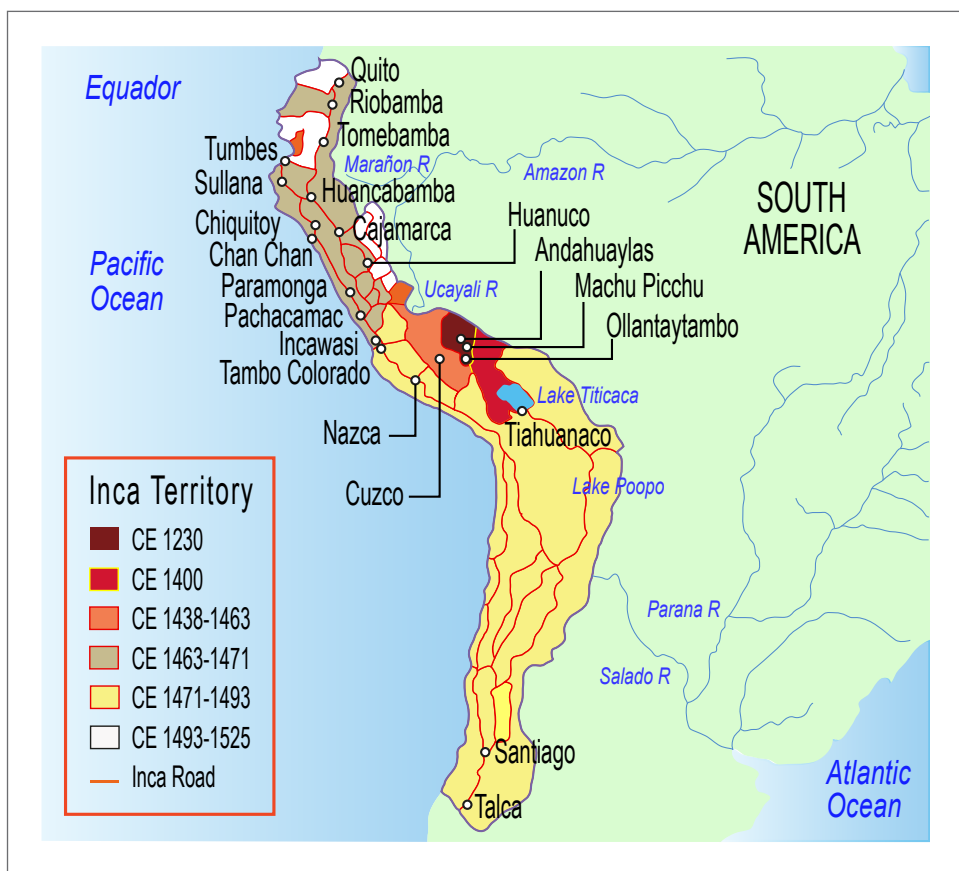 Equador
Quito
Riobamba
Tomebamba
Tumbes
Marañon R
Amazon R
Sullana
Huancabamba
SOUTH
AMERICA
Huanuco
Chiquitoy
Cajamarca
Andahuaylas
Chan Chan
Pacific
Ocean
Paramonga
Ucayali R
Machu Picchu
Pachacamac
Ollantaytambo
Incawasi
Tambo Colorado
Lake Titicaca
Nazca
Tiahuanaco
Cuzco
Lake Poopo
Inca Territory
CE 1230
CE 1400
CE 1438-1463
CE 1463-1471
CE 1471-1493
CE 1493-1525
Inca Road
Parana R
Salado R
Santiago
Talca
Atlantic
Ocean